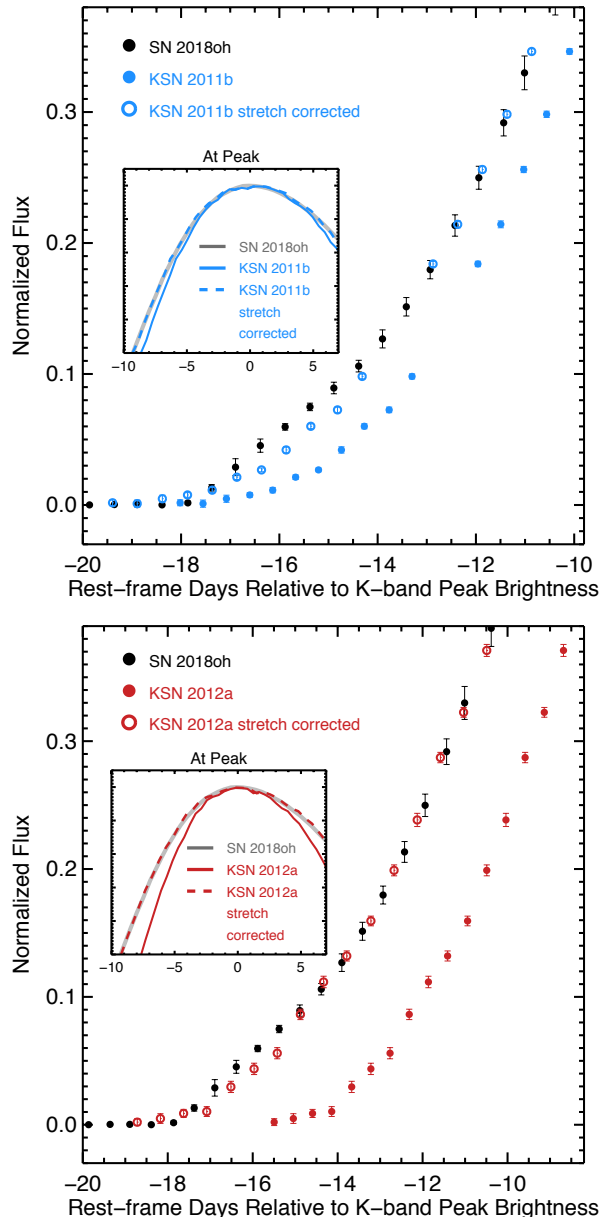 SN 2018oh
KSN 2011b
KSN 2011b stretch corrected
At Peak
SN 2018oh
KSN 2011b
KSN 2011b
stretch
corrected
−10 −5 0 5
Normalized Flux
0.3
0.2
0.1
0.0
−20 −18 −16 −14 −12 −10
Rest−frame Days Relative to K−band Peak Brightness
SN 2018oh
KSN 2012a
KSN 2012a stretch corrected
At Peak
SN 2018oh
KSN 2012a
KSN 2012a
stretch
corrected
−10 −5 0 5
Normalized Flux
0.3
0.2
0.1
0.0
−20 −18 −16 −14 −12 −10
Rest−frame Days Relative to K−band Peak Brightness